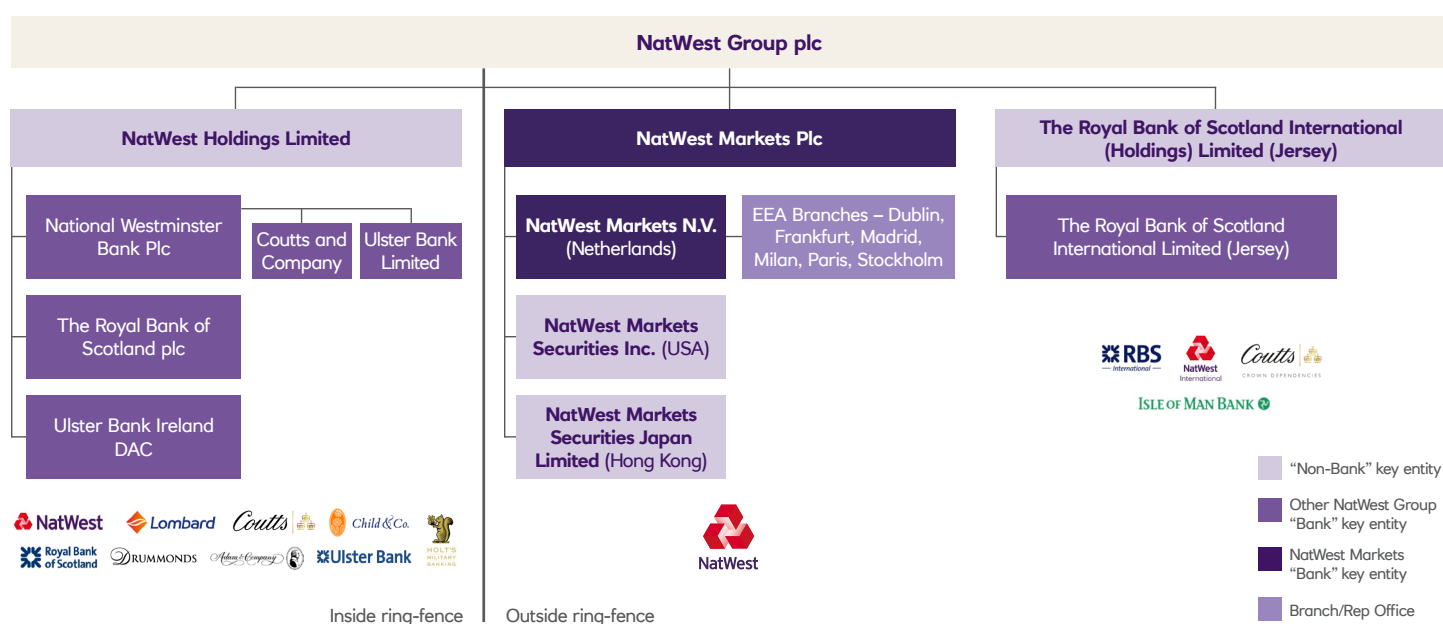 NatWest Group plc
NatWest Holdings Limited
National Westminster
Bank Plc
Coutts and
Company
Ulster Bank
Limited
The Royal Bank of
Scotland plc
Ulster Bank Ireland
DAC
NatWest
Lombard
Coutts
Child & Co.
HOLT'S
MILITARY
BANKING
Royal Bank
of Scotland
DRUMMONDS
Adam & Company
Ulster Bank
Inside ring-fence
NatWest Markets Plc
NatWest Markets N.V.
(Netherlands)
EEA Branches – Dublin,
Frankfurt, Madrid,
Milan, Paris, Stockholm
NatWest Markets
Securities Inc. (USA)
NatWest Markets
Securities Japan
Limited (Hong Kong)
NatWest
Outside ring-fence
The Royal Bank of Scotland International
(Holdings) Limited (Jersey)
The Royal Bank of Scotland
International Limited (Jersey)
RBS
International
NatWest
International
Coutts
CROWN DEPENDENCIES
ISLE OF MAN BANK
“Non-Bank” key entity
Other NatWest Group
“Bank” key entity
NatWest Markets
“Bank” key entity
Branch/Rep Office